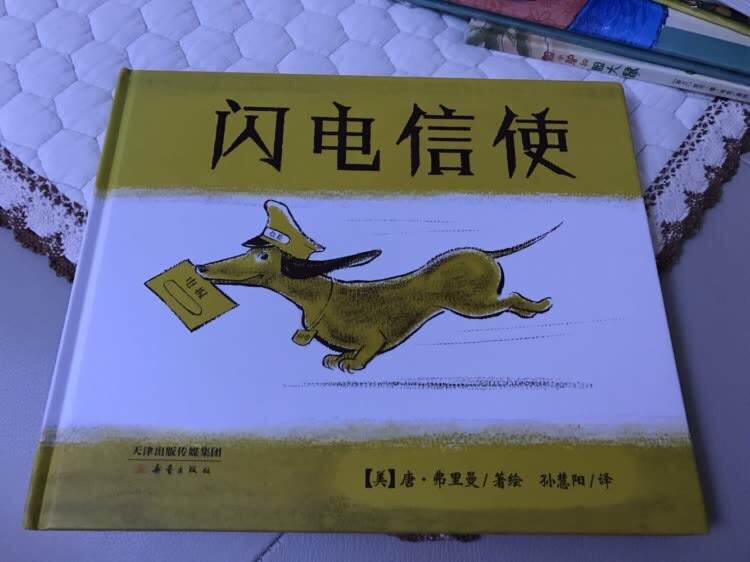 闪电信使
电报
天津出版传媒集团
新蕾出版社
【美】唐·弗里曼/著绘 孙慧阳/译